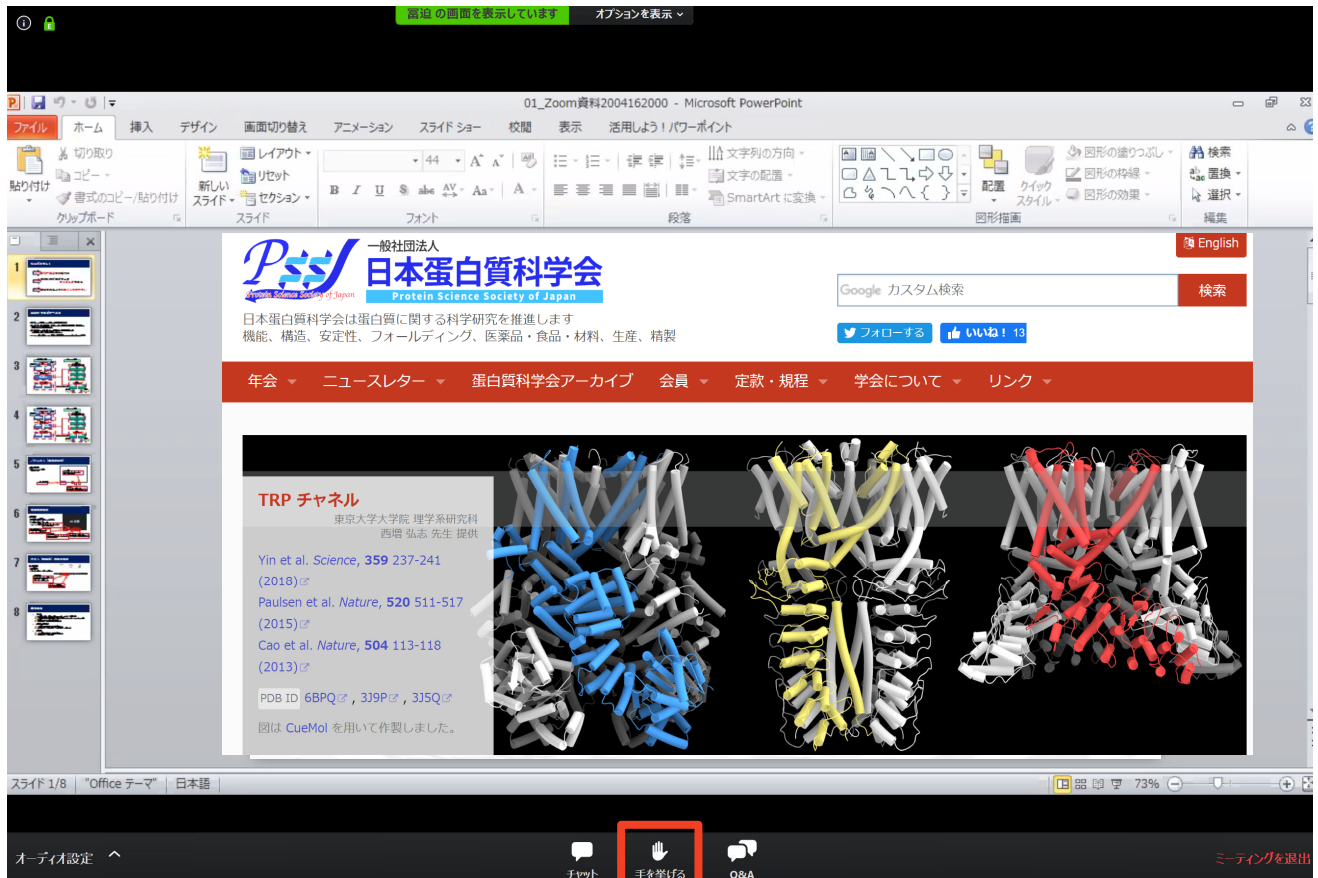 冨迫 の画面を表示しています
オプションを表示
01_Zoom資料2004162000 - Microsoft PowerPoint
ファイル
ホーム
挿入
デザイン
画面切り替え
アニメーション
スライド ショー
校閲
表示
活用しよう！パワーポイント
貼り付け
切り取り
コピー
書式のコピー/貼り付け
クリップボード
新しい
スライド
レイアウト
リセット
セクション
スライド
44
フォント
文字列の方向
文字の配置
SmartArt に変換
段落
配置
クイック
スタイル
図形の塗りつぶし
図形の枠線
図形の効果
図形描画
検索
置換
選択
編集
1
2
3
4
5
6
7
8
PSSJ
Protein Science Society of Japan
一般社団法人
日本蛋白質科学会
Protein Science Society of Japan
日本蛋白質科学会は蛋白質に関する科学研究を推進します
機能、構造、安定性、フォールディング、医薬品・食品・材料、生産、精製
English
Google カスタム検索
検索
フォローする
いいね！ 13
年会
ニュースレター
蛋白質科学会アーカイブ
会員
定款・規程
学会について
リンク
TRP チャネル
東京大学大学院 理学系研究科
西増 弘志 先生 提供
Yin et al. Science, 359 237-241
(2018)
Paulsen et al. Nature, 520 511-517
(2015)
Cao et al. Nature, 504 113-118
(2013)
PDB ID 6BPQ , 3J9P , 3J5Q
図は CueMol を用いて作製しました。
スライド 1/8
"Office テーマ"
日本語
73%
オーディオ設定
チャット
手を挙げる
Q&A
ミーティングを退出